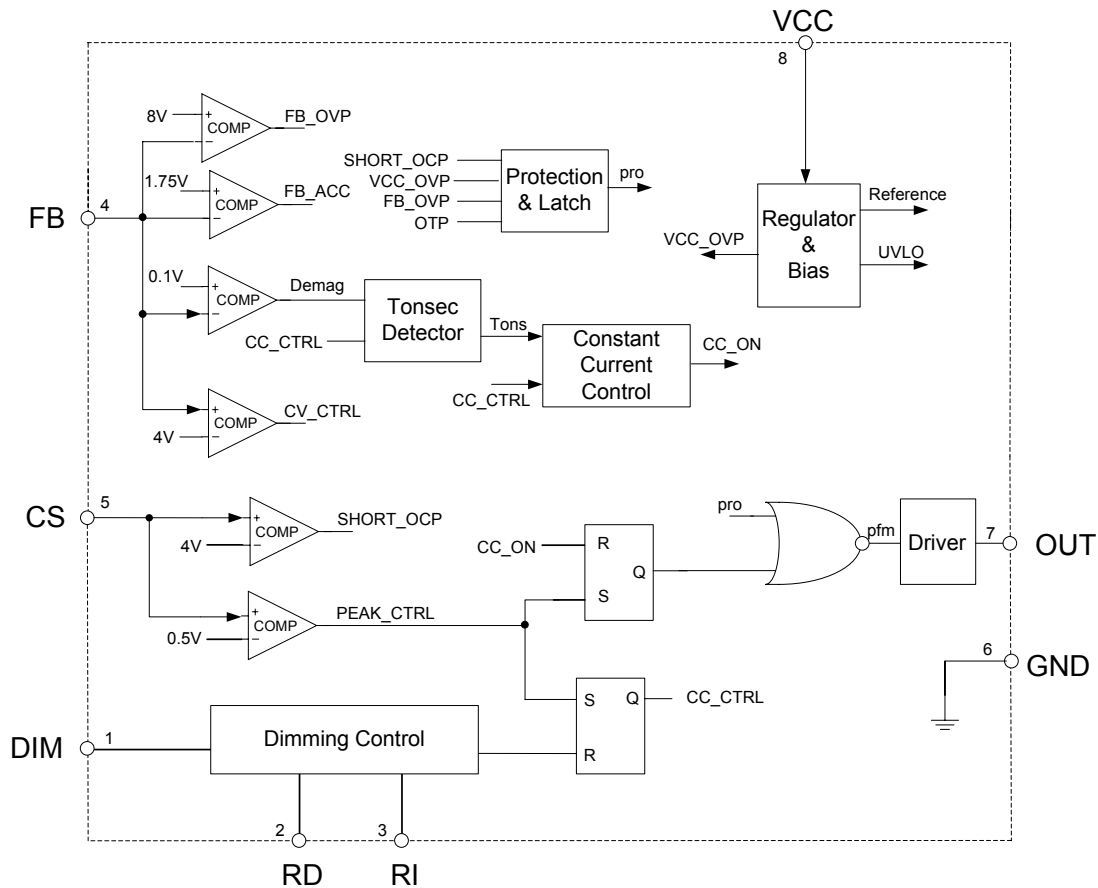 VCC
8
8V
+
−
COMP
FB_OVP
1.75V
+
−
COMP
FB_ACC
SHORT_OCP
VCC_OVP
FB_OVP
OTP
Protection
& Latch
pro
FB
4
Regulator
&
Bias
Reference
VCC_OVP
UVLO
0.1V
+
−
COMP
Demag
CC_CTRL
Tonsec
Detector
Tons
CC_CTRL
Constant
Current
Control
CC_ON
+
4V
−
COMP
CV_CTRL
CS
5
+
4V
−
COMP
SHORT_OCP
CC_ON
R
S
Q
pro
pfm
Driver
7
OUT
+
0.5V
−
COMP
PEAK_CTRL
6
GND
S
R
Q
CC_CTRL
DIM
1
Dimming Control
2
3
RD
RI